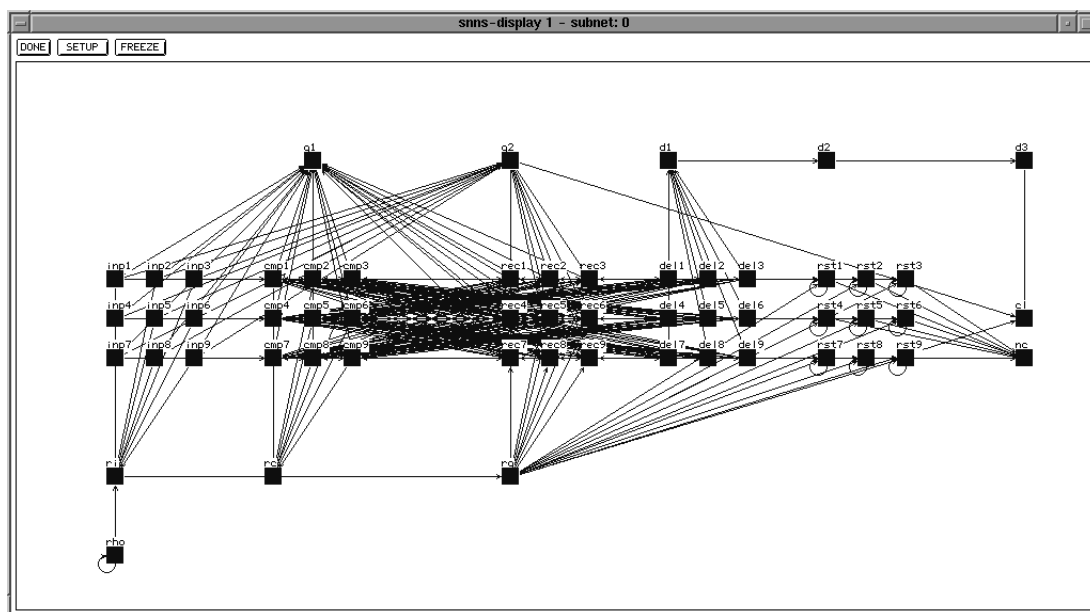 snns-display 1 - subnet: 0
DONE SETUP FREEZE
g1 g2 d1 d2 d3
inp1 inp2 inp3 cmp1 cmp2 cmp3 rec1 rec2 rec3 del1 del2 del3 rst1 rst2 rst3
inp4 inp5 inp6 cmp4 cmp5 cmp6 rec4 rec5 rec6 del4 del5 del6 rst4 rst5 rst6 cl
inp7 inp8 inp9 cmp7 cmp8 cmp9 rec7 rec8 rec9 del7 del8 del9 rst7 rst8 rst9 nc
ri rc rg
rho